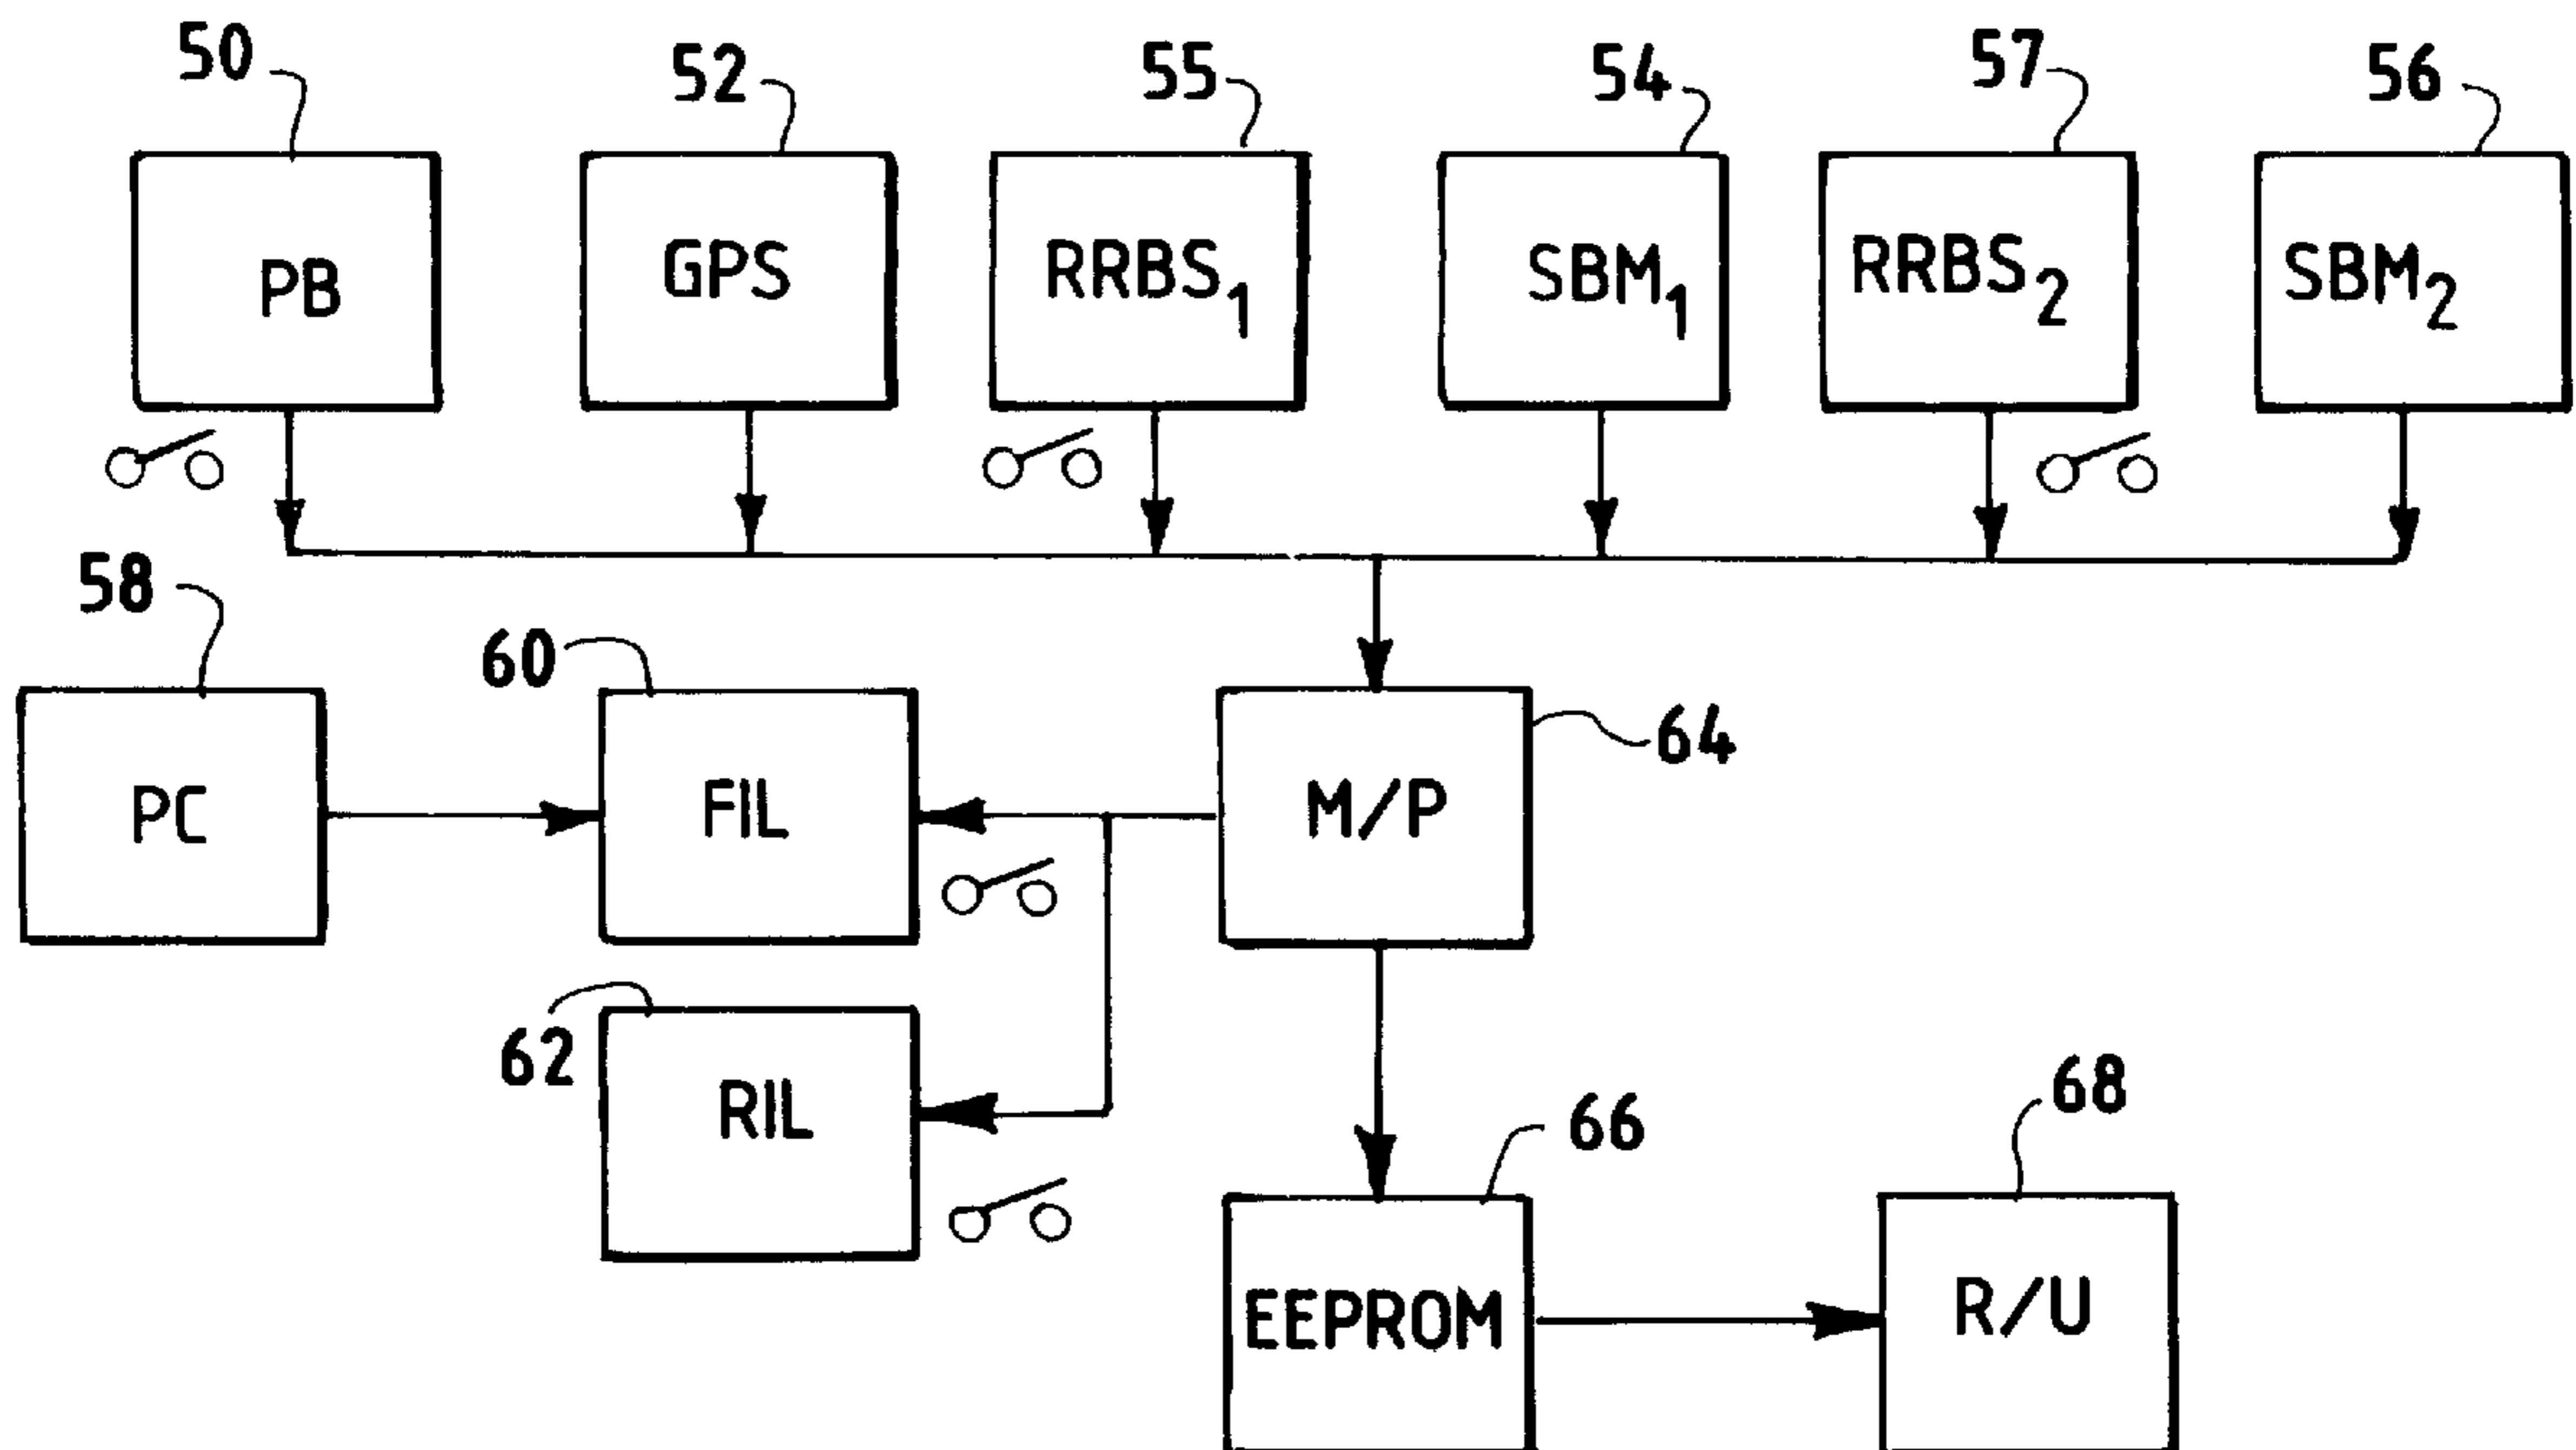 50 52 55 54 57 56
PB GPS RRBS1 SBM1 RRBS2 SBM2
58 60 64
PC FIL M/P
62 RIL 66 68
EEPROM R/U